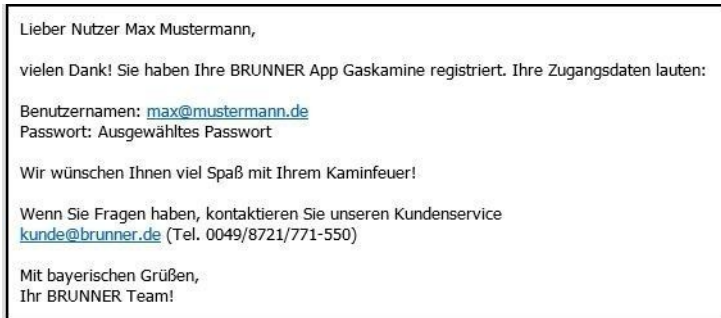 Lieber Nutzer Max Mustermann,
vielen Dank! Sie haben Ihre BRUNNER App Gaskamine registriert. Ihre Zugangsdaten lauten:
Benutzernamen: max@mustermann.de
Passwort: Ausgewähltes Passwort
Wir wünschen Ihnen viel Spaß mit Ihrem Kaminfeuer!
Wenn Sie Fragen haben, kontaktieren Sie unseren Kundenservice
kunde@brunner.de (Tel. 0049/8721/771-550)
Mit bayerischen Grüßen,
Ihr BRUNNER Team!